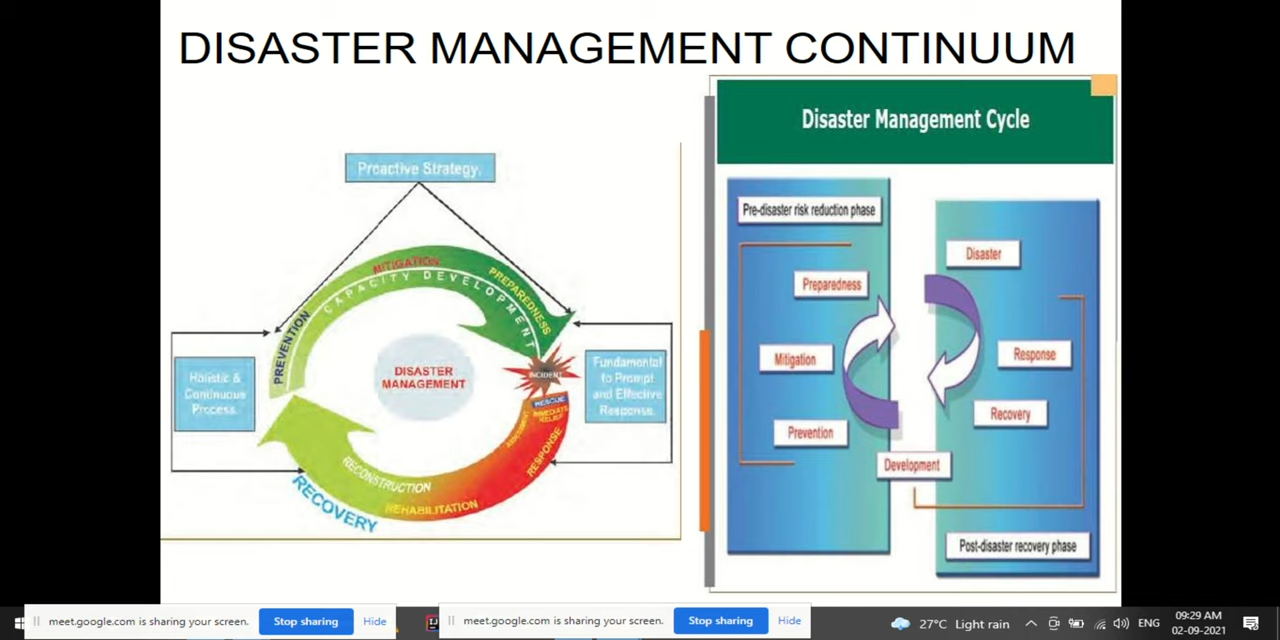 DISASTER MANAGEMENT CONTINUUM
Proactive Strategy.
MITIGATION
CAPACITY DEVELOPMENT
PREPAREDNESS
PREVENTION
DISASTER
MANAGEMENT
INCIDENT
Holistic &
Continuous
Process.
Fundamental
to Prompt
and Effective
Response.
RESCUE
IMMEDIATE
RELIEF
ASSESSMENT
RESPONSE
RECONSTRUCTION
REHABILITATION
RECOVERY
Disaster Management Cycle
Pre-disaster risk reduction phase
Preparedness
Mitigation
Prevention
Disaster
Response
Recovery
Development
Post-disaster recovery phase
meet.google.com is sharing your screen.
Stop sharing
Hide
meet.google.com is sharing your screen.
Stop sharing
Hide
27°C Light rain
ENG
09:29 AM
02-09-2021